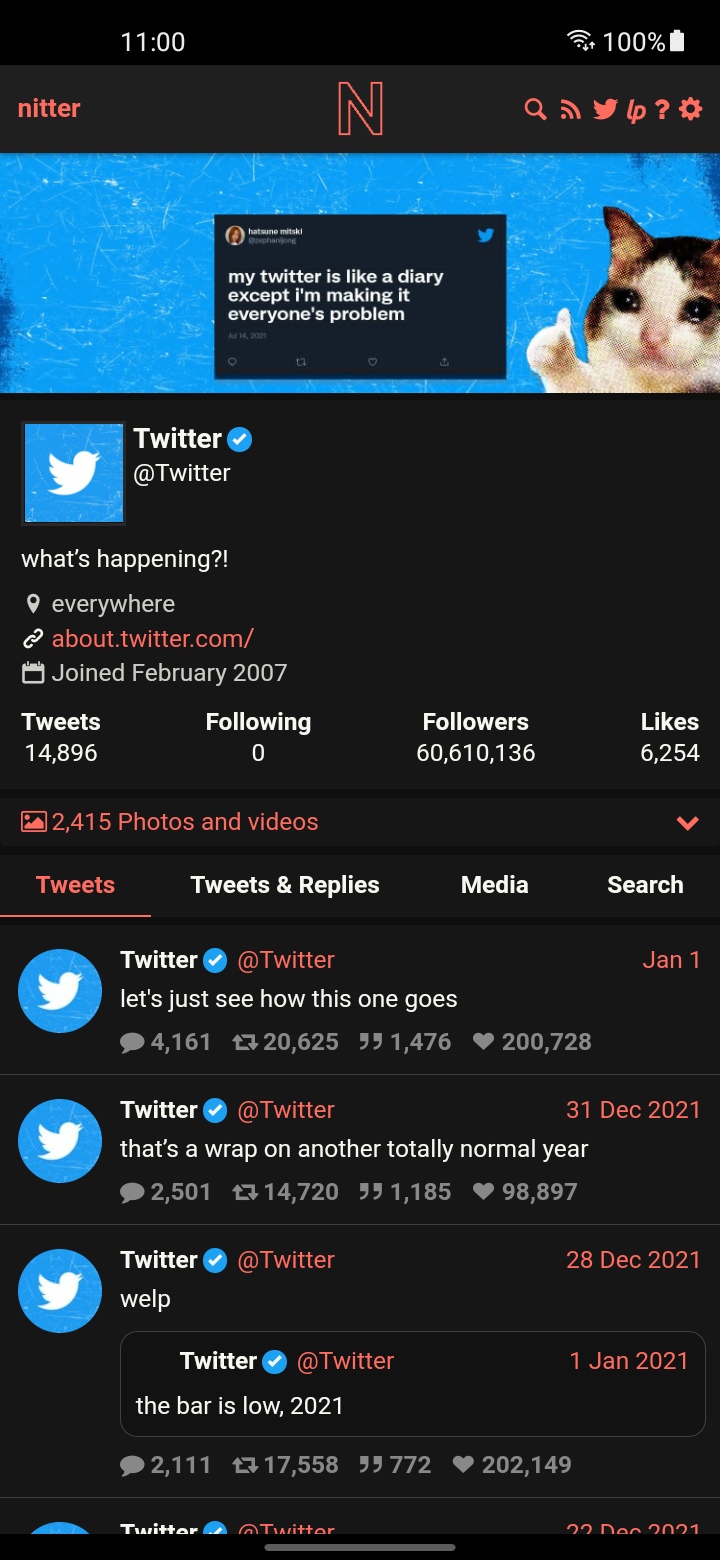 11:00 100%
nitter N lp ?
hatsune mitski
@zephanijong
my twitter is like a diary
except i'm making it
everyone's problem
Jul 14, 2021
Twitter
@Twitter
what’s happening?!
everywhere
about.twitter.com/
Joined February 2007
Tweets Following Followers Likes
14,896 0 60,610,136 6,254
2,415 Photos and videos
Tweets Tweets & Replies Media Search
Twitter @Twitter Jan 1
let's just see how this one goes
4,161 20,625 1,476 200,728
Twitter @Twitter 31 Dec 2021
that’s a wrap on another totally normal year
2,501 14,720 1,185 98,897
Twitter @Twitter 28 Dec 2021
welp
Twitter @Twitter 1 Jan 2021
the bar is low, 2021
2,111 17,558 772 202,149
Twitter @Twitter 22 Dec 2021